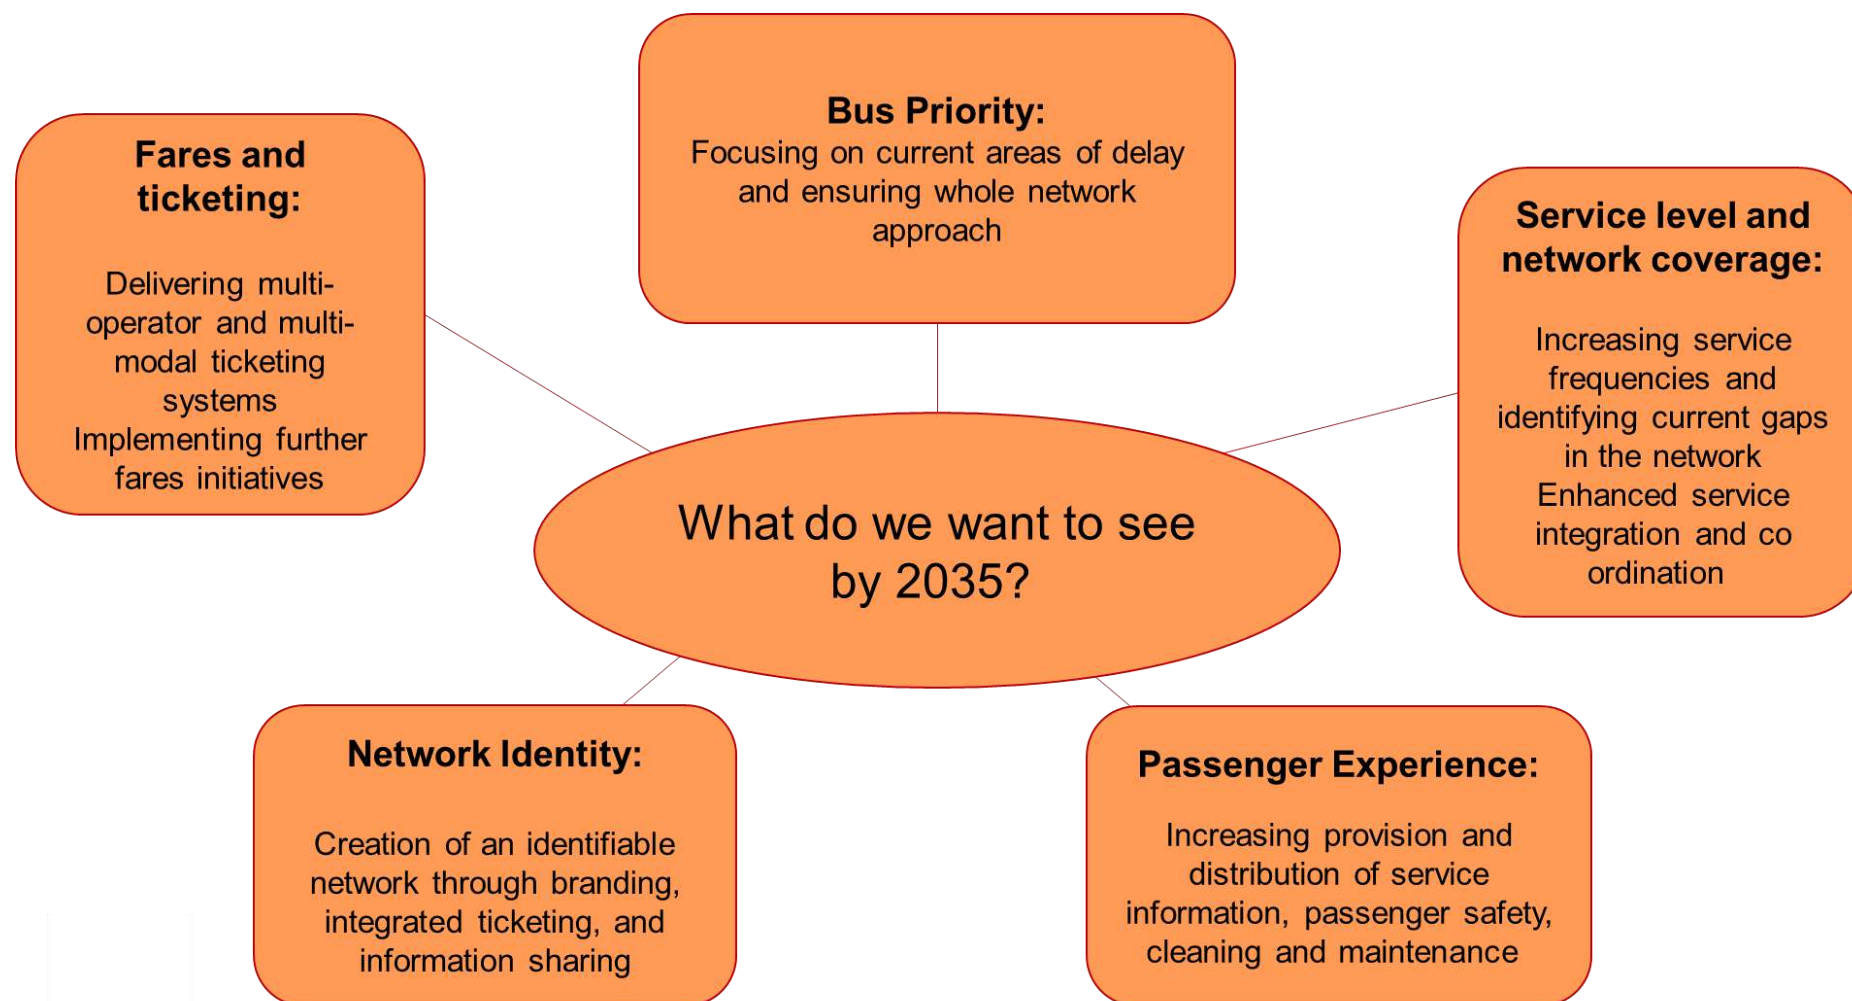 Bus Priority:
Focusing on current areas of delay
and ensuring whole network
approach
Fares and
ticketing:
Delivering multi-
operator and multi-
modal ticketing
systems
Implementing further
fares initiatives
Service level and
network coverage:
Increasing service
frequencies and
identifying current gaps
in the network
Enhanced service
integration and co
ordination
What do we want to see
by 2035?
Network Identity:
Creation of an identifiable
network through branding,
integrated ticketing, and
information sharing
Passenger Experience:
Increasing provision and
distribution of service
information, passenger safety,
cleaning and maintenance